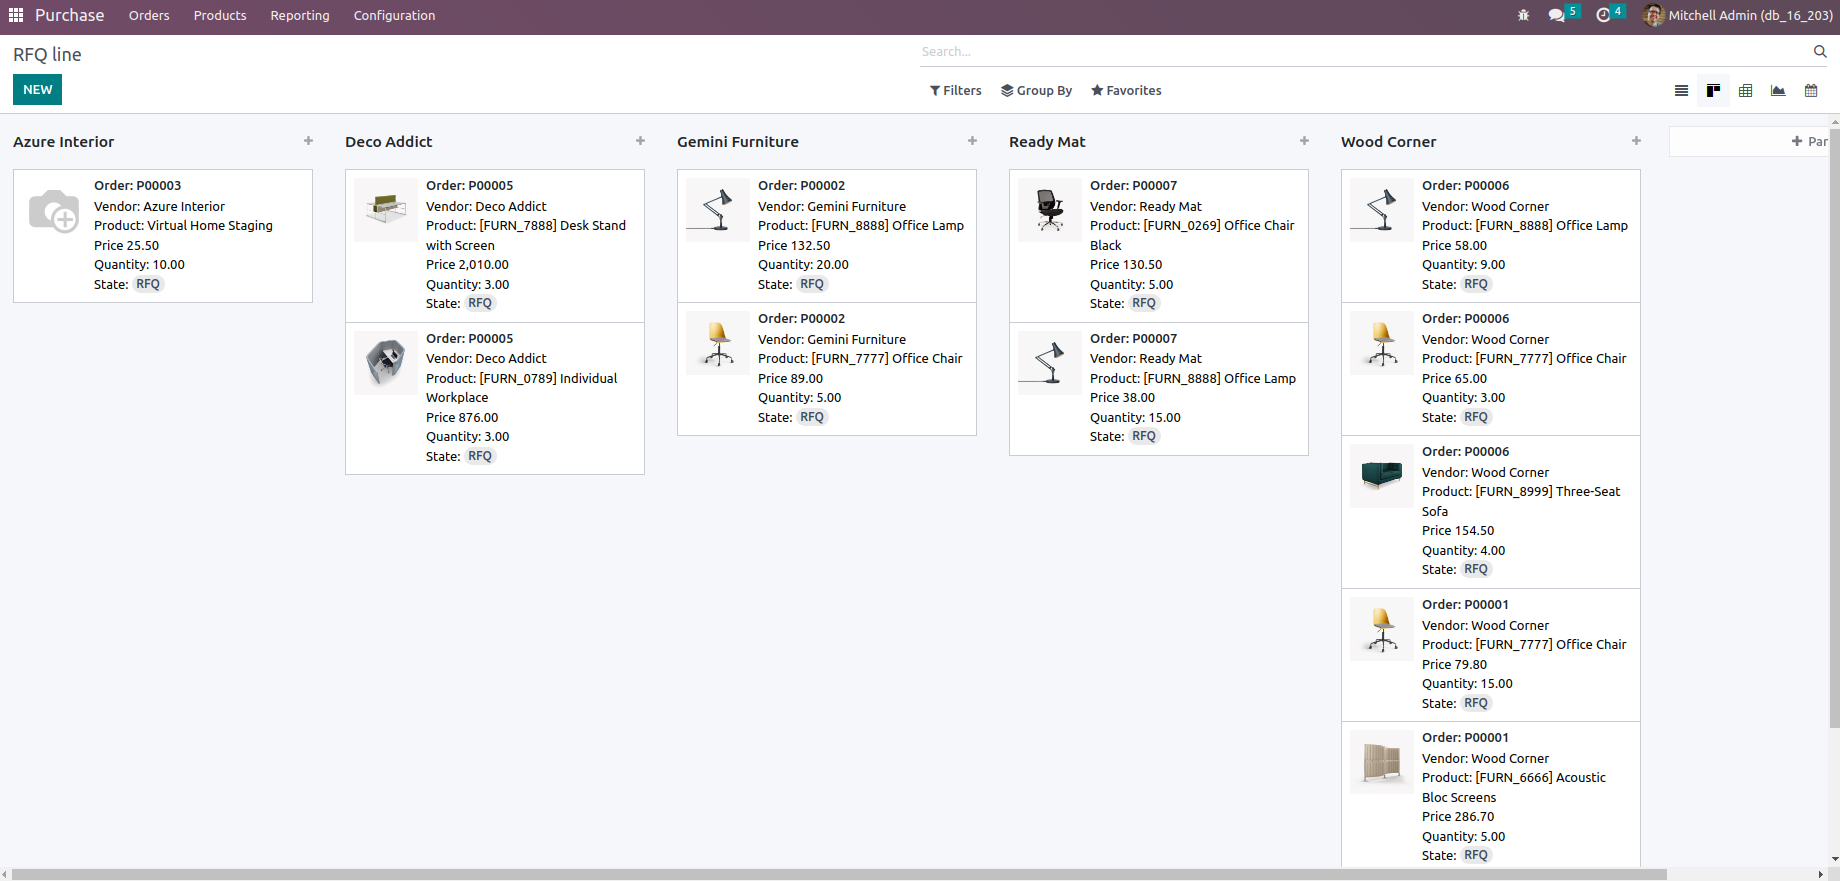 Purchase Orders Products Reporting Configuration 5 4 Mitchell Admin (db_16_203)
RFQ line
Search...
NEW
Filters Group By Favorites
Azure Interior
Order: P00003
Vendor: Azure Interior
Product: Virtual Home Staging
Price 25.50
Quantity: 10.00
State: RFQ
Deco Addict
Order: P00005
Vendor: Deco Addict
Product: [FURN_7888] Desk Stand
with Screen
Price 2,010.00
Quantity: 3.00
State: RFQ
Order: P00005
Vendor: Deco Addict
Product: [FURN_0789] Individual
Workplace
Price 876.00
Quantity: 3.00
State: RFQ
Gemini Furniture
Order: P00002
Vendor: Gemini Furniture
Product: [FURN_8888] Office Lamp
Price 132.50
Quantity: 20.00
State: RFQ
Order: P00002
Vendor: Gemini Furniture
Product: [FURN_7777] Office Chair
Price 89.00
Quantity: 5.00
State: RFQ
Ready Mat
Order: P00007
Vendor: Ready Mat
Product: [FURN_0269] Office Chair
Black
Price 130.50
Quantity: 5.00
State: RFQ
Order: P00007
Vendor: Ready Mat
Product: [FURN_8888] Office Lamp
Price 38.00
Quantity: 15.00
State: RFQ
Wood Corner
Order: P00006
Vendor: Wood Corner
Product: [FURN_8888] Office Lamp
Price 58.00
Quantity: 9.00
State: RFQ
Order: P00006
Vendor: Wood Corner
Product: [FURN_7777] Office Chair
Price 65.00
Quantity: 3.00
State: RFQ
Order: P00006
Vendor: Wood Corner
Product: [FURN_8999] Three-Seat
Sofa
Price 154.50
Quantity: 4.00
State: RFQ
Order: P00001
Vendor: Wood Corner
Product: [FURN_7777] Office Chair
Price 79.80
Quantity: 15.00
State: RFQ
Order: P00001
Vendor: Wood Corner
Product: [FURN_6666] Acoustic
Bloc Screens
Price 286.70
Quantity: 5.00
State: RFQ
+ Par